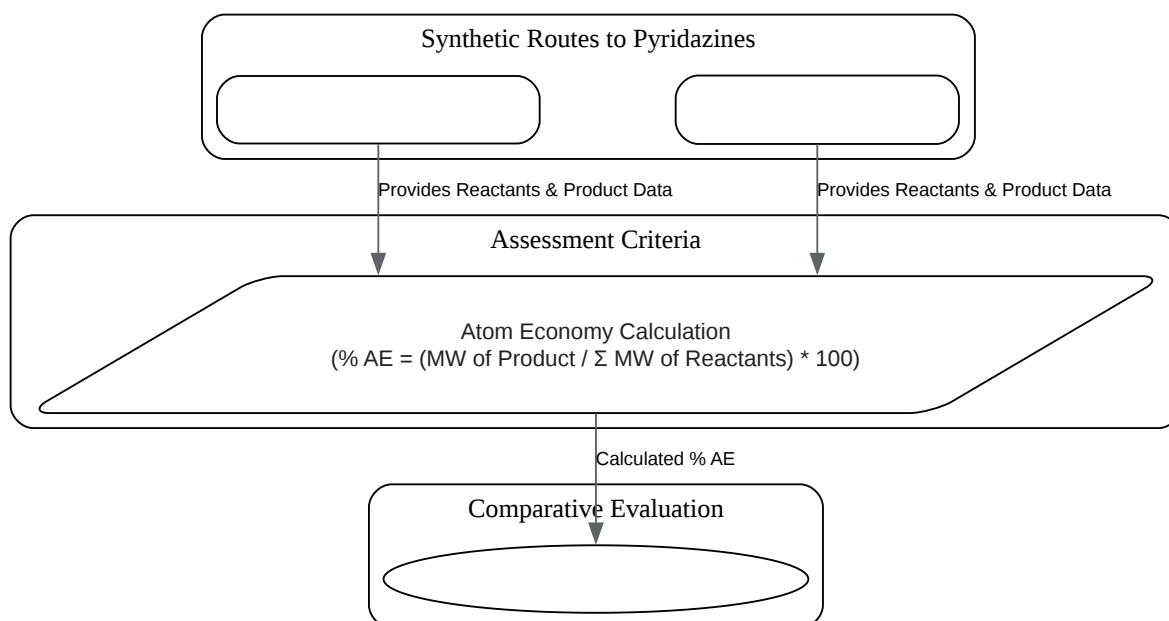 Synthetic Routes to Pyridazines
Provides Reactants & Product Data
Provides Reactants & Product Data
Assessment Criteria
Atom Economy Calculation
(% AE = (MW of Product / Σ MW of Reactants) * 100)
Calculated % AE
Comparative Evaluation